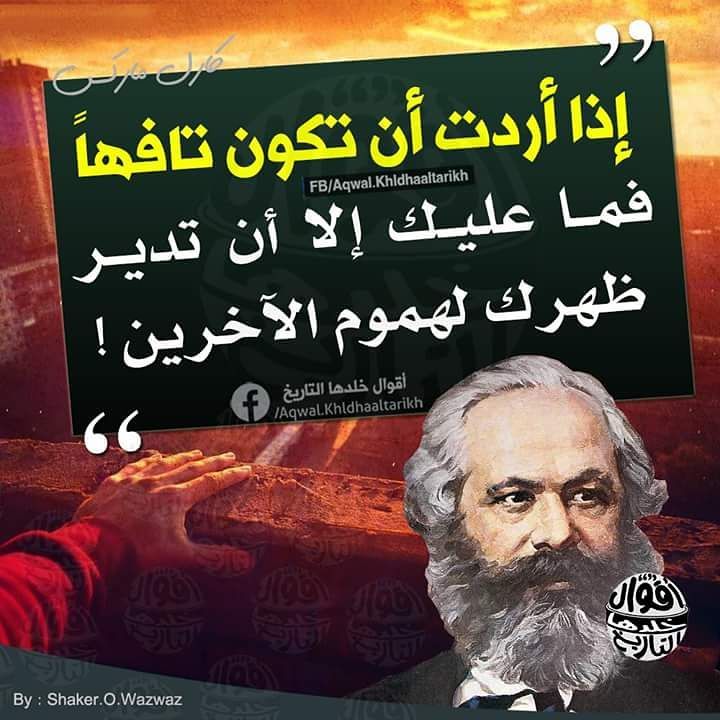 كارل ماركس
إذا أردت أن تكون تافهاً
FB/Aqwal.Khldhaaltarikh
فما عليك إلا أن تدير
ظهرك لهموم الآخرين !
أقوال خلدها التاريخ
/Aqwal.Khldhaaltarikh
أقوال
خلدها
التاريخ
By : Shaker.O.Wazwaz